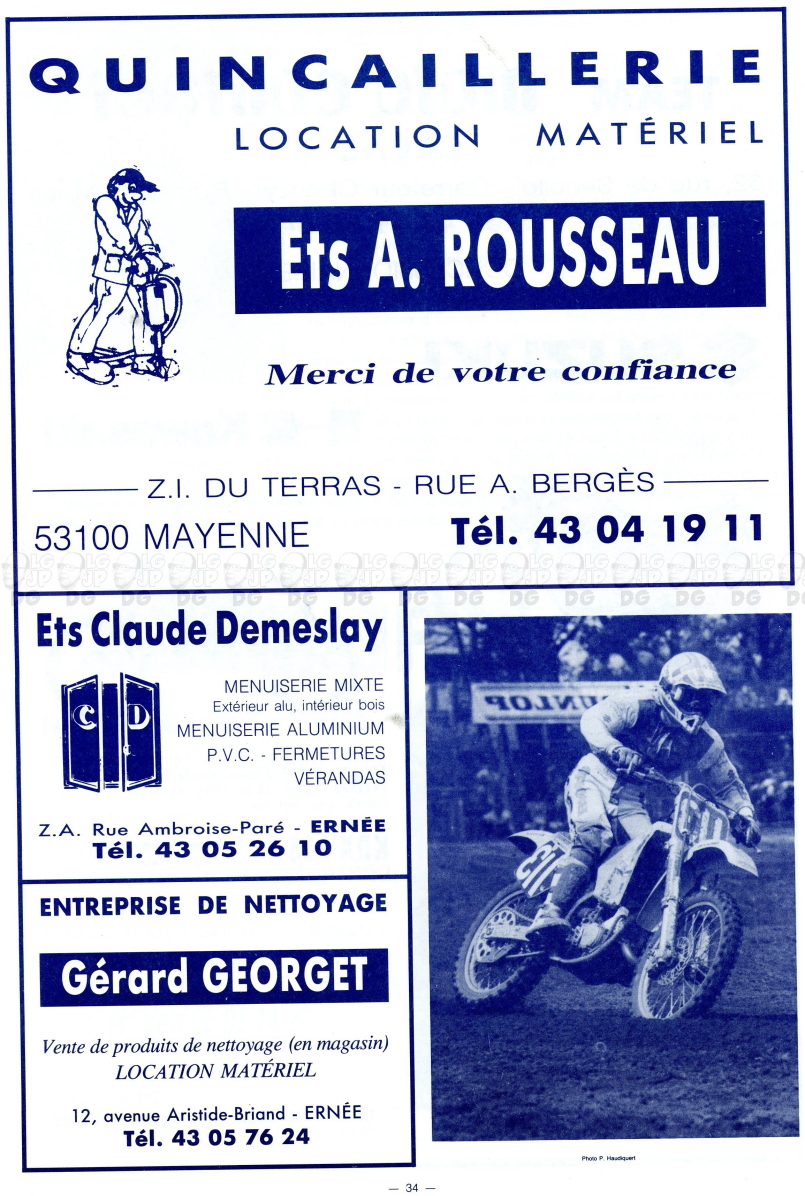 QUINCAILLERIE
LOCATION MATÉRIEL
Ets A. ROUSSEAU
Merci de votre confiance
Z.I. DU TERRAS - RUE A. BERGÈS
53100 MAYENNE
Tél. 43 04 19 11
Ets Claude Demeslay
C D
MENUISERIE MIXTE
Extérieur alu, intérieur bois
MENUISERIE ALUMINIUM
P.V.C. - FERMETURES
VÉRANDAS
Z.A. Rue Ambroise-Paré - ERNÉE
Tél. 43 05 26 10
ENTREPRISE DE NETTOYAGE
Gérard GEORGET
Vente de produits de nettoyage (en magasin)
LOCATION MATÉRIEL
12, avenue Aristide-Briand - ERNÉE
Tél. 43 05 76 24
DUNLOP
Photo P. Haudiquert
— 34 —